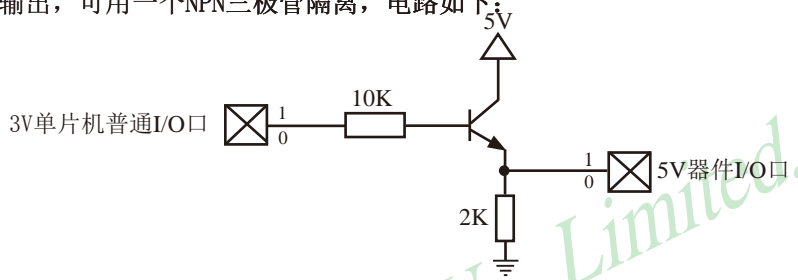 输出，可用一个NPN三极管隔离，电路如下：
5V
10K
3V单片机普通I/O口
1
0
1
0
5V器件I/O口
2K
Limited.